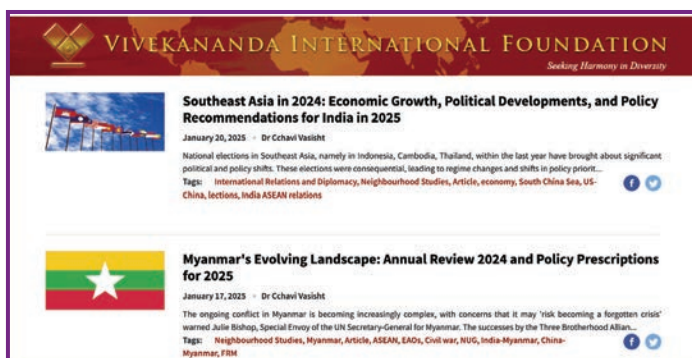 VIVEKANANDA INTERNATIONAL FOUNDATION
Seeking Harmony in Diversity
Southeast Asia in 2024: Economic Growth, Political Developments, and Policy
Recommendations for India in 2025
January 20, 2025 • Dr Cchavi Vasisht
National elections in Southeast Asia, namely in Indonesia, Cambodia, Thailand, within the last year have brought about significant
political and policy shifts. These elections were consequential, leading to regime changes and shifts in policy priorit...
Tags: International Relations and Diplomacy, Neighbourhood Studies, Article, economy, South China Sea, US-
China, lections, India ASEAN relations
Myanmar's Evolving Landscape: Annual Review 2024 and Policy Prescriptions
for 2025
January 17, 2025 • Dr Cchavi Vasisht
The ongoing conflict in Myanmar is becoming increasingly complex, with concerns that it may 'risk becoming a forgotten crisis'
warned Julie Bishop, Special Envoy of the UN Secretary-General for Myanmar. The successes by the Three Brotherhood Allian...
Tags: Neighbourhood Studies, Myanmar, Article, ASEAN, EAOs, Civil war, NUG, India-Myanmar, China-
Myanmar, FRM